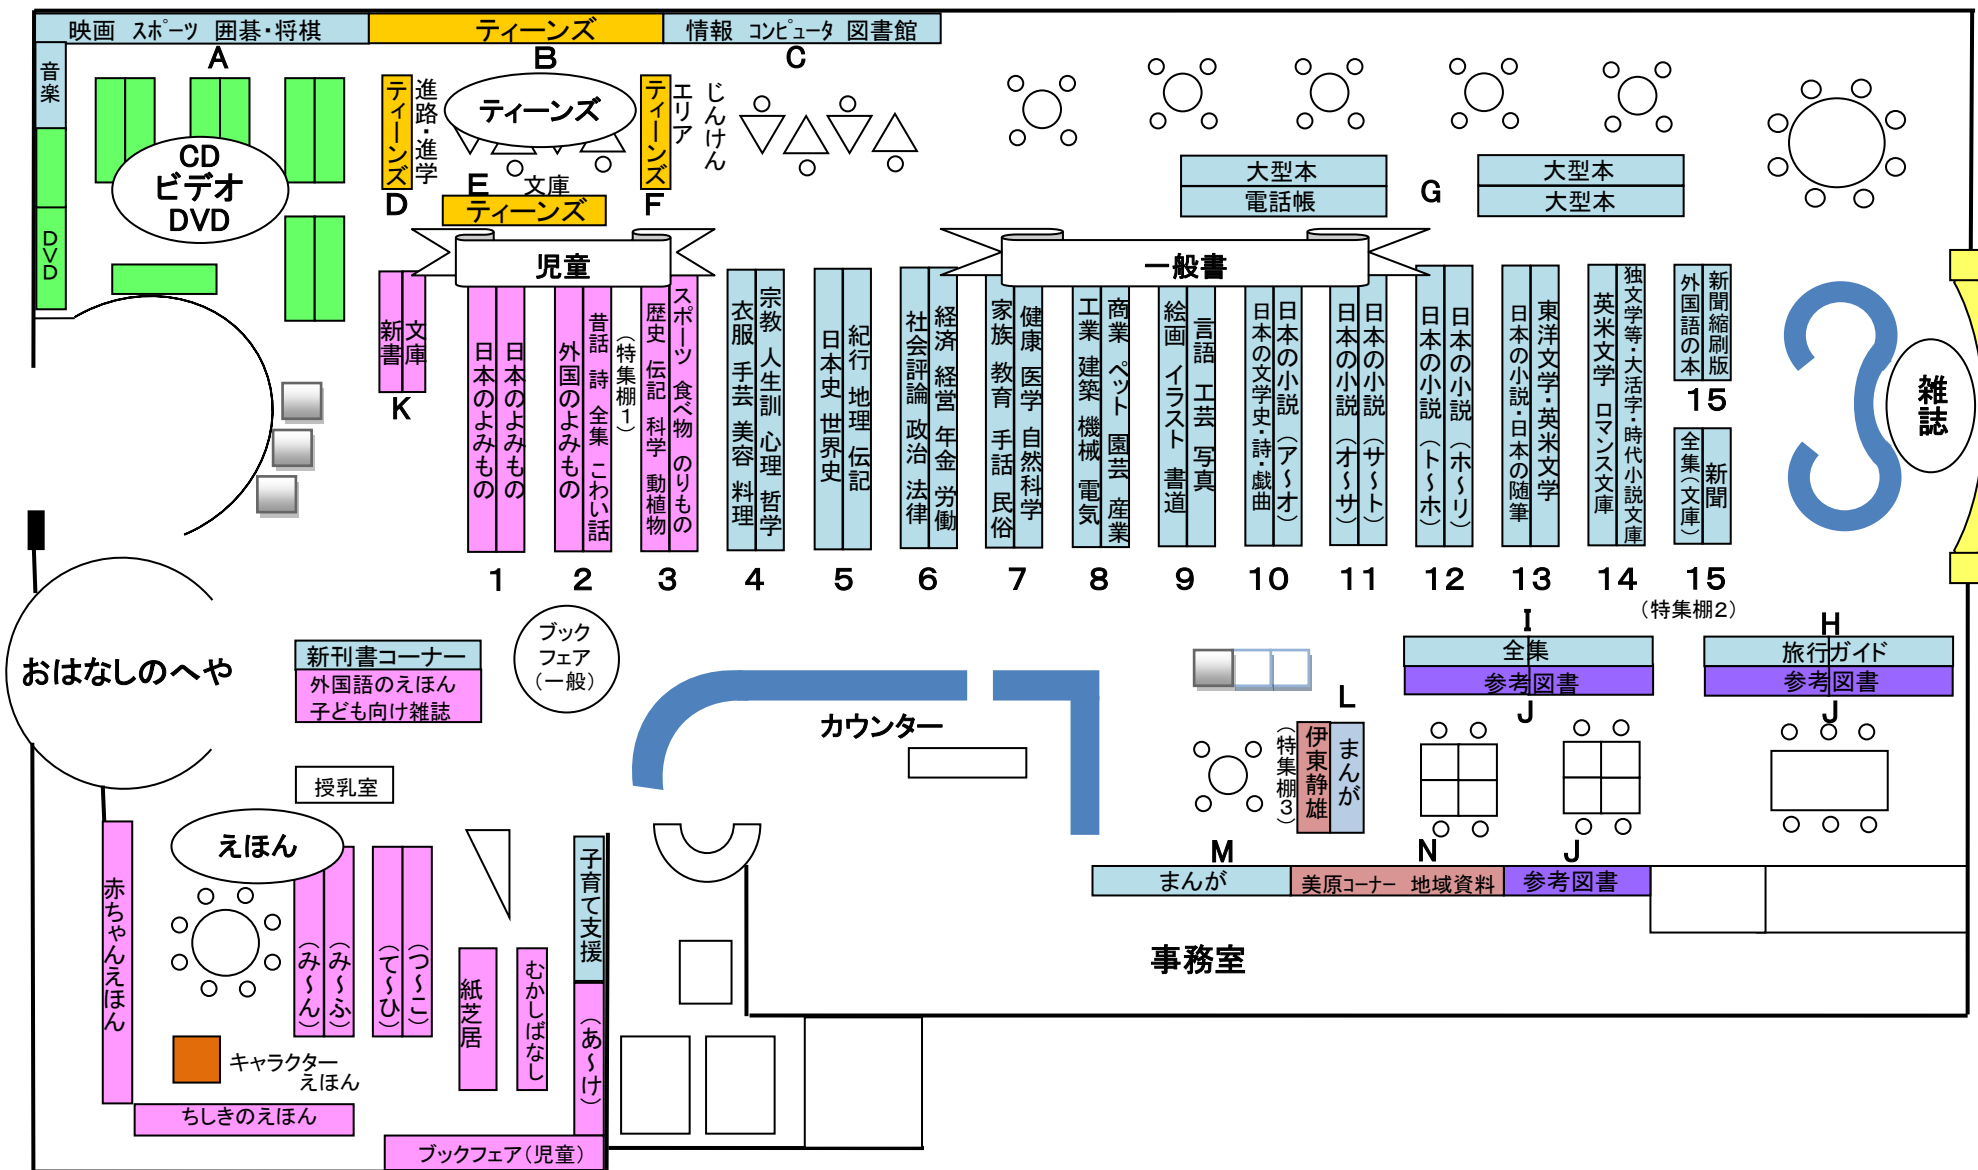 映画 スポーツ 囲碁・将棋
ティーンズ
情報 コンピュータ 図書館
A
B
C
音楽
DVD
CD
ビデオ
DVD
ティーンズ
進路・進学
D
ティーンズ
E
文庫
ティーンズ
ティーンズ
エリア
じんけん
F
大型本
電話帳
G
大型本
大型本
児童
一般書
新書
文庫
K
日本のよみもの
日本のよみもの
1
外国のよみもの
昔話 詩 全集 こわい話
2
(特集棚1)
歴史 伝記 科学 動植物
スポーツ 食べ物 のりもの
3
衣服 手芸 美容 料理
宗教 人生訓 心理 哲学
4
日本史 世界史
紀行 地理 伝記
5
社会評論 政治 法律
経済 経営 年金 労働
6
家族 教育 手話 民俗
健康 医学 自然科学
7
工業 建築 機械 電気
商業 ペット 園芸 産業
8
絵画 イラスト 書道
言語 工芸 写真
9
日本の文学史・詩・戯曲
日本の小説 (ア~オ)
10
日本の小説 (オ~サ)
日本の小説 (サ~ト)
11
日本の小説 (ト~ホ)
日本の小説 (ホ~リ)
12
日本の小説・日本の随筆
東洋文学・英米文学
13
英米文学 ロマンス文庫
独文学等・大活字・時代小説文庫
14
外国語の本
新聞縮刷版
15
全集(文庫)
新聞
15
(特集棚2)
雑誌
おはなしのへや
新刊書コーナー
外国語のえほん
子ども向け雑誌
ブック
フェア
(一般)
カウンター
I
全集
参考図書
J
H
旅行ガイド
参考図書
J
L
(特集棚3)
伊東静雄
まんが
授乳室
えほん
赤ちゃんえほん
(み~ん)
(み~ふ)
(て~ひ)
(つ~こ)
紙芝居
むかしばなし
子育て支援
(あ~け)
キャラクター
えほん
ちしきのえほん
ブックフェア(児童)
M
まんが
N
美原コーナー 地域資料
J
参考図書
事務室